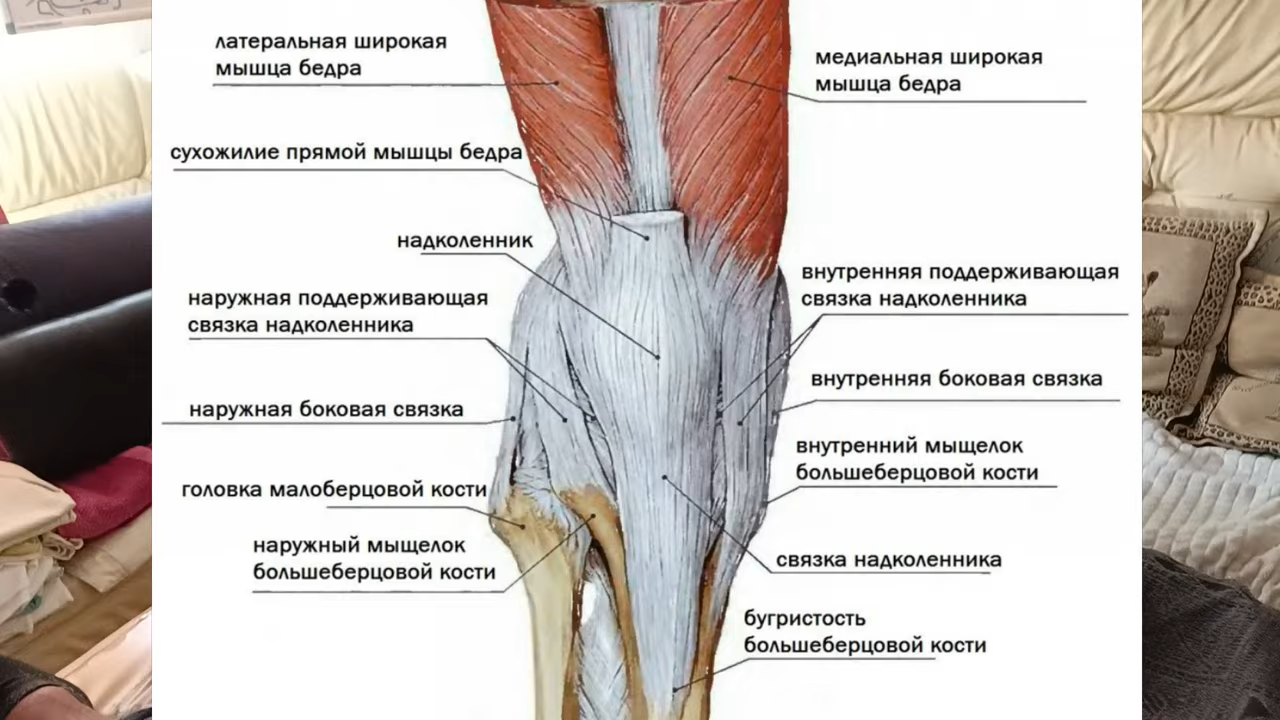 латеральная широкая
мышца бедра
сухожилие прямой мышцы бедра
надколенник
наружная поддерживающая
связка надколенника
наружная боковая связка
головка малоберцовой кости
наружный мыщелок
большеберцовой кости
медиальная широкая
мышца бедра
внутренняя поддерживающая
связка надколенника
внутренняя боковая связка
внутренний мыщелок
большеберцовой кости
связка надколенника
бугристость
большеберцовой кости